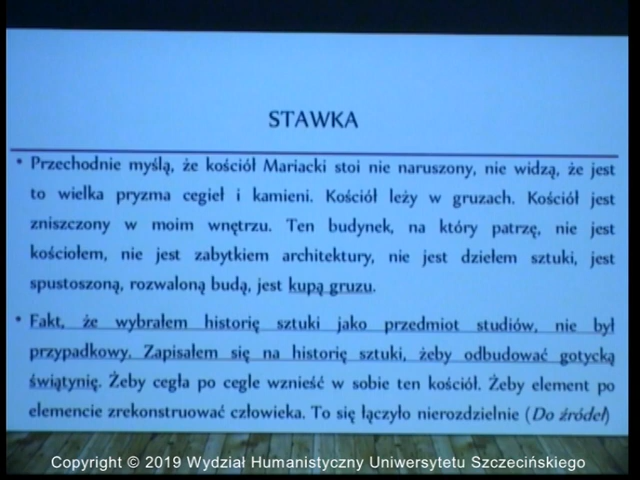 STAWKA
• Przechodnie myślą, że kościół Mariacki stoi nie naruszony, nie widzą, że jest
to wielka pryzma cegieł i kamieni. Kościół leży w gruzach. Kościół jest
zniszczony w moim wnętrzu. Ten budynek, na który patrzę, nie jest
kościołem, nie jest zabytkiem architektury, nie jest dziełem sztuki, jest
spustoszoną, rozwaloną budą, jest kupą gruzu.
• Fakt, że wybrałem historię sztuki jako przedmiot studiów, nie był
przypadkowy. Zapisałem się na historię sztuki, żeby odbudować gotycką
świątynię. Żeby cegła po cegle wznieść w sobie ten kościół. Żeby element po
elemencie zrekonstruować człowieka. To się łączyło nierozdzielnie (Do źródeł)
Copyright © 2019 Wydział Humanistyczny Uniwersytetu Szczecińskiego